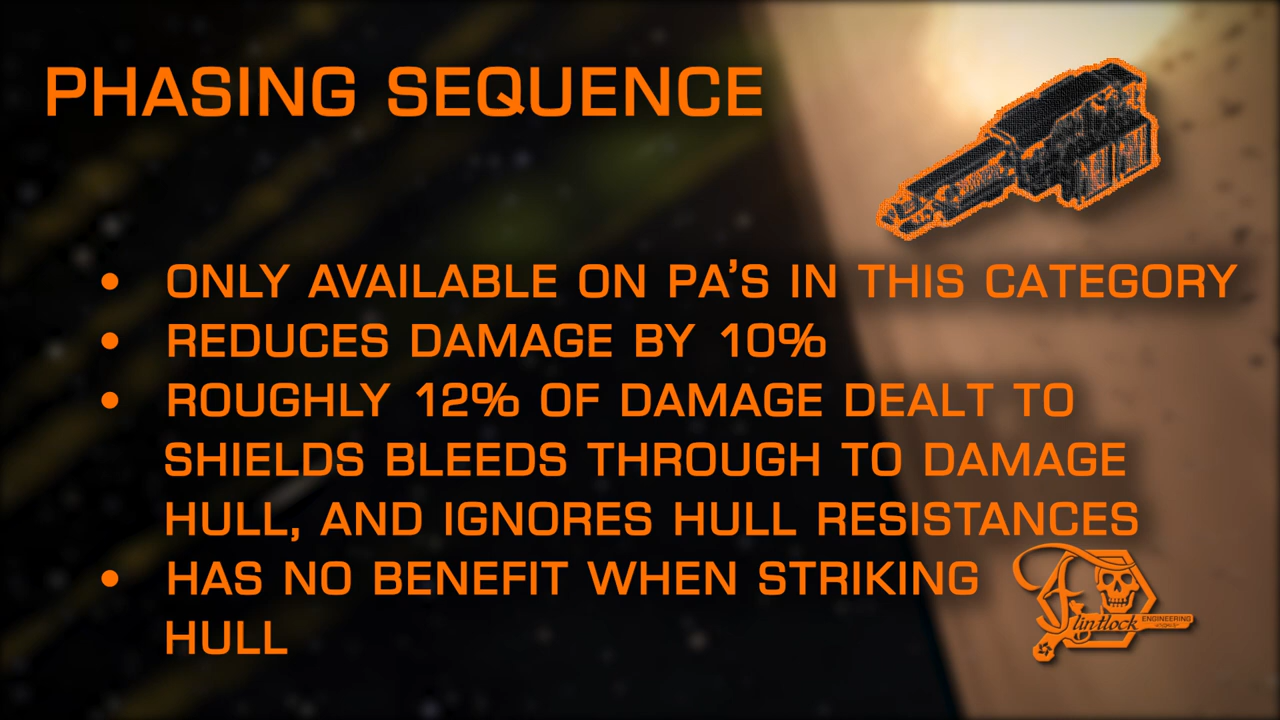 PHASING SEQUENCE
• ONLY AVAILABLE ON PA'S IN THIS CATEGORY
• REDUCES DAMAGE BY 10%
• ROUGHLY 12% OF DAMAGE DEALT TO
SHIELDS BLEEDS THROUGH TO DAMAGE
HULL, AND IGNORES HULL RESISTANCES
• HAS NO BENEFIT WHEN STRIKING
HULL
Flintlock
ENGINEERING